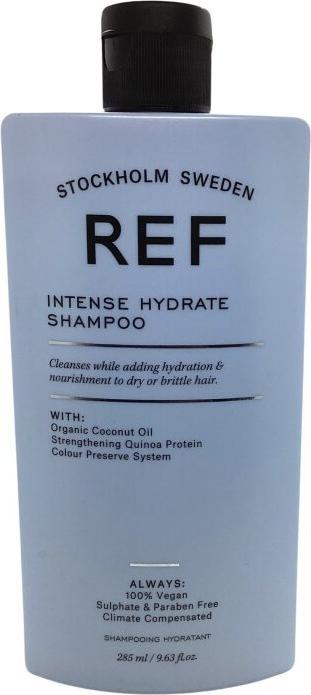 STOCKHOLM SWEDEN
REF
INTENSE HYDRATE
SHAMPOO
Cleanses while adding hydration &
nourishment to dry or brittle hair.
WITH:
Organic Coconut Oil
Strengthening Quinoa Protein
Colour Preserve System
ALWAYS:
100% Vegan
Sulphate & Paraben Free
Climate Compensated
SHAMPOOING HYDRATANT
285 ml / 9.63 fl.oz.